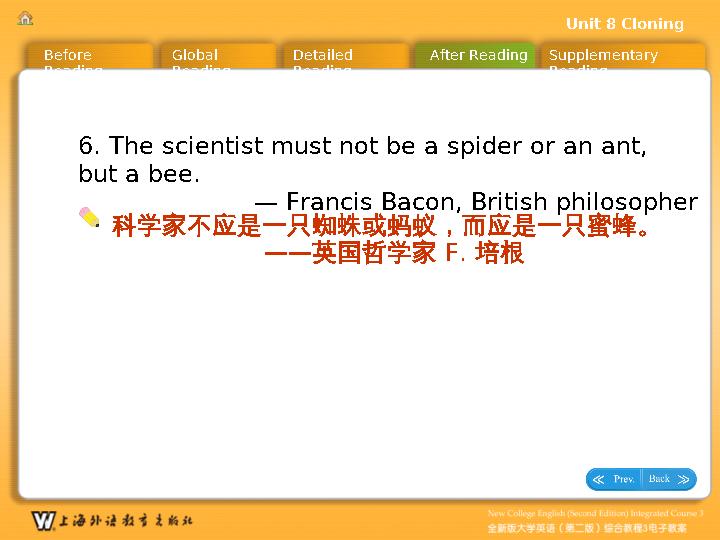 Unit 8 Cloning
Before Reading
Global Reading
Detailed Reading
After Reading
Supplementary Reading
6. The scientist must not be a spider or an ant,
but a bee.
— Francis Bacon, British philosopher
科学家不应是一只蜘蛛或蚂蚁，而应是一只蜜蜂。
——英国哲学家 F. 培根
Prev. Back
New College English (Second Edition) Integrated Course 3
上海外语教育出版社
全新版大学英语（第二版）综合教程3电子教案